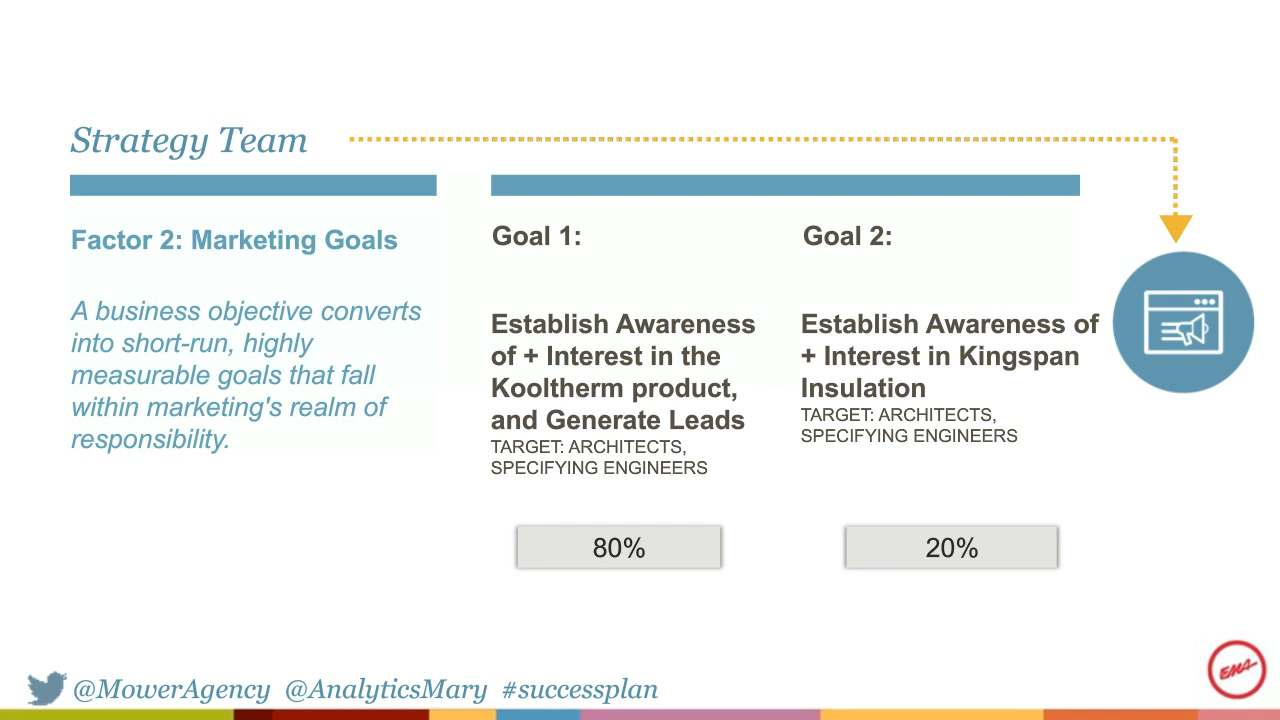 Strategy Team
Factor 2: Marketing Goals
A business objective converts
into short-run, highly
measurable goals that fall
within marketing's realm of
responsibility.
Goal 1:
Establish Awareness
of + Interest in the
Kooltherm product,
and Generate Leads
TARGET: ARCHITECTS,
SPECIFYING ENGINEERS
80%
Goal 2:
Establish Awareness of
+ Interest in Kingspan
Insulation
TARGET: ARCHITECTS,
SPECIFYING ENGINEERS
20%
@MowerAgency @AnalyticsMary #successplan
EMA